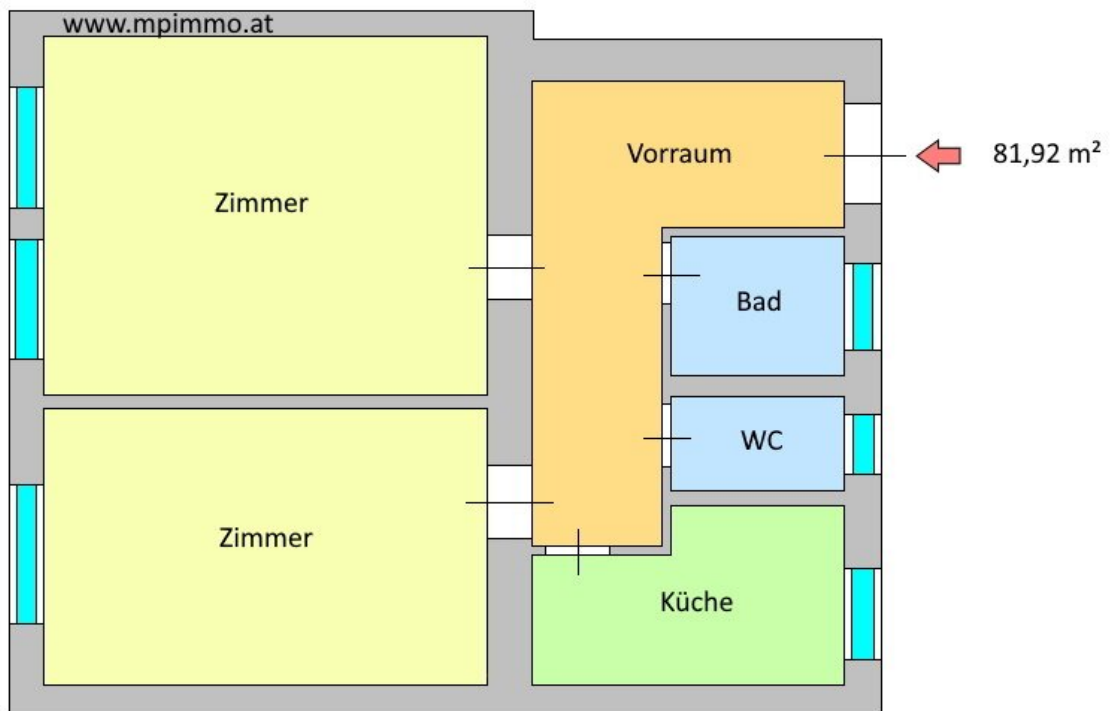 www.mpimmo.at
Vorraum
81,92 m²
Zimmer
Bad
WC
Zimmer
Küche